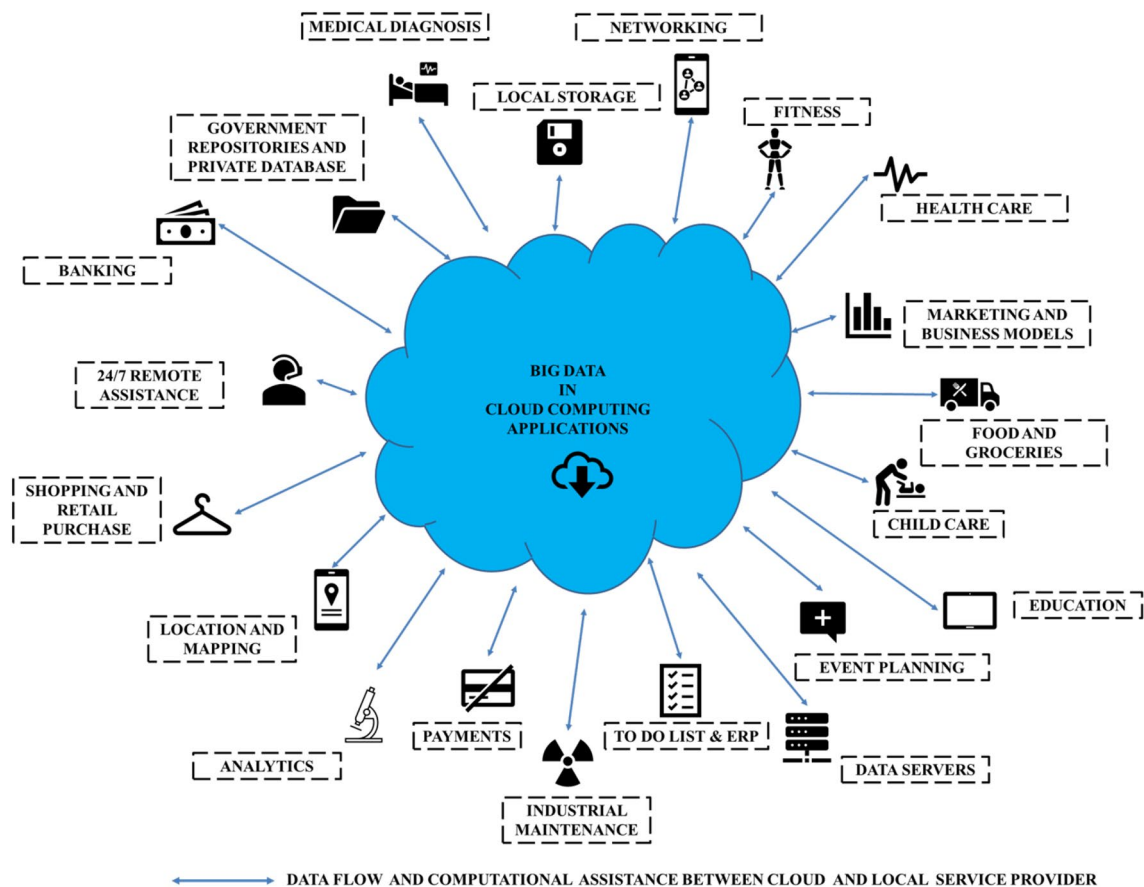 MEDICAL DIAGNOSIS
NETWORKING
LOCAL STORAGE
FITNESS
GOVERNMENT
REPOSITORIES AND
PRIVATE DATABASE
HEALTH CARE
BANKING
MARKETING AND
BUSINESS MODELS
24/7 REMOTE
ASSISTANCE
BIG DATA
IN
CLOUD COMPUTING
APPLICATIONS
FOOD AND
GROCERIES
SHOPPING AND
RETAIL
PURCHASE
CHILD CARE
EDUCATION
LOCATION AND
MAPPING
EVENT PLANNING
PAYMENTS
TO DO LIST & ERP
ANALYTICS
DATA SERVERS
INDUSTRIAL
MAINTENANCE
DATA FLOW AND COMPUTATIONAL ASSISTANCE BETWEEN CLOUD AND LOCAL SERVICE PROVIDER